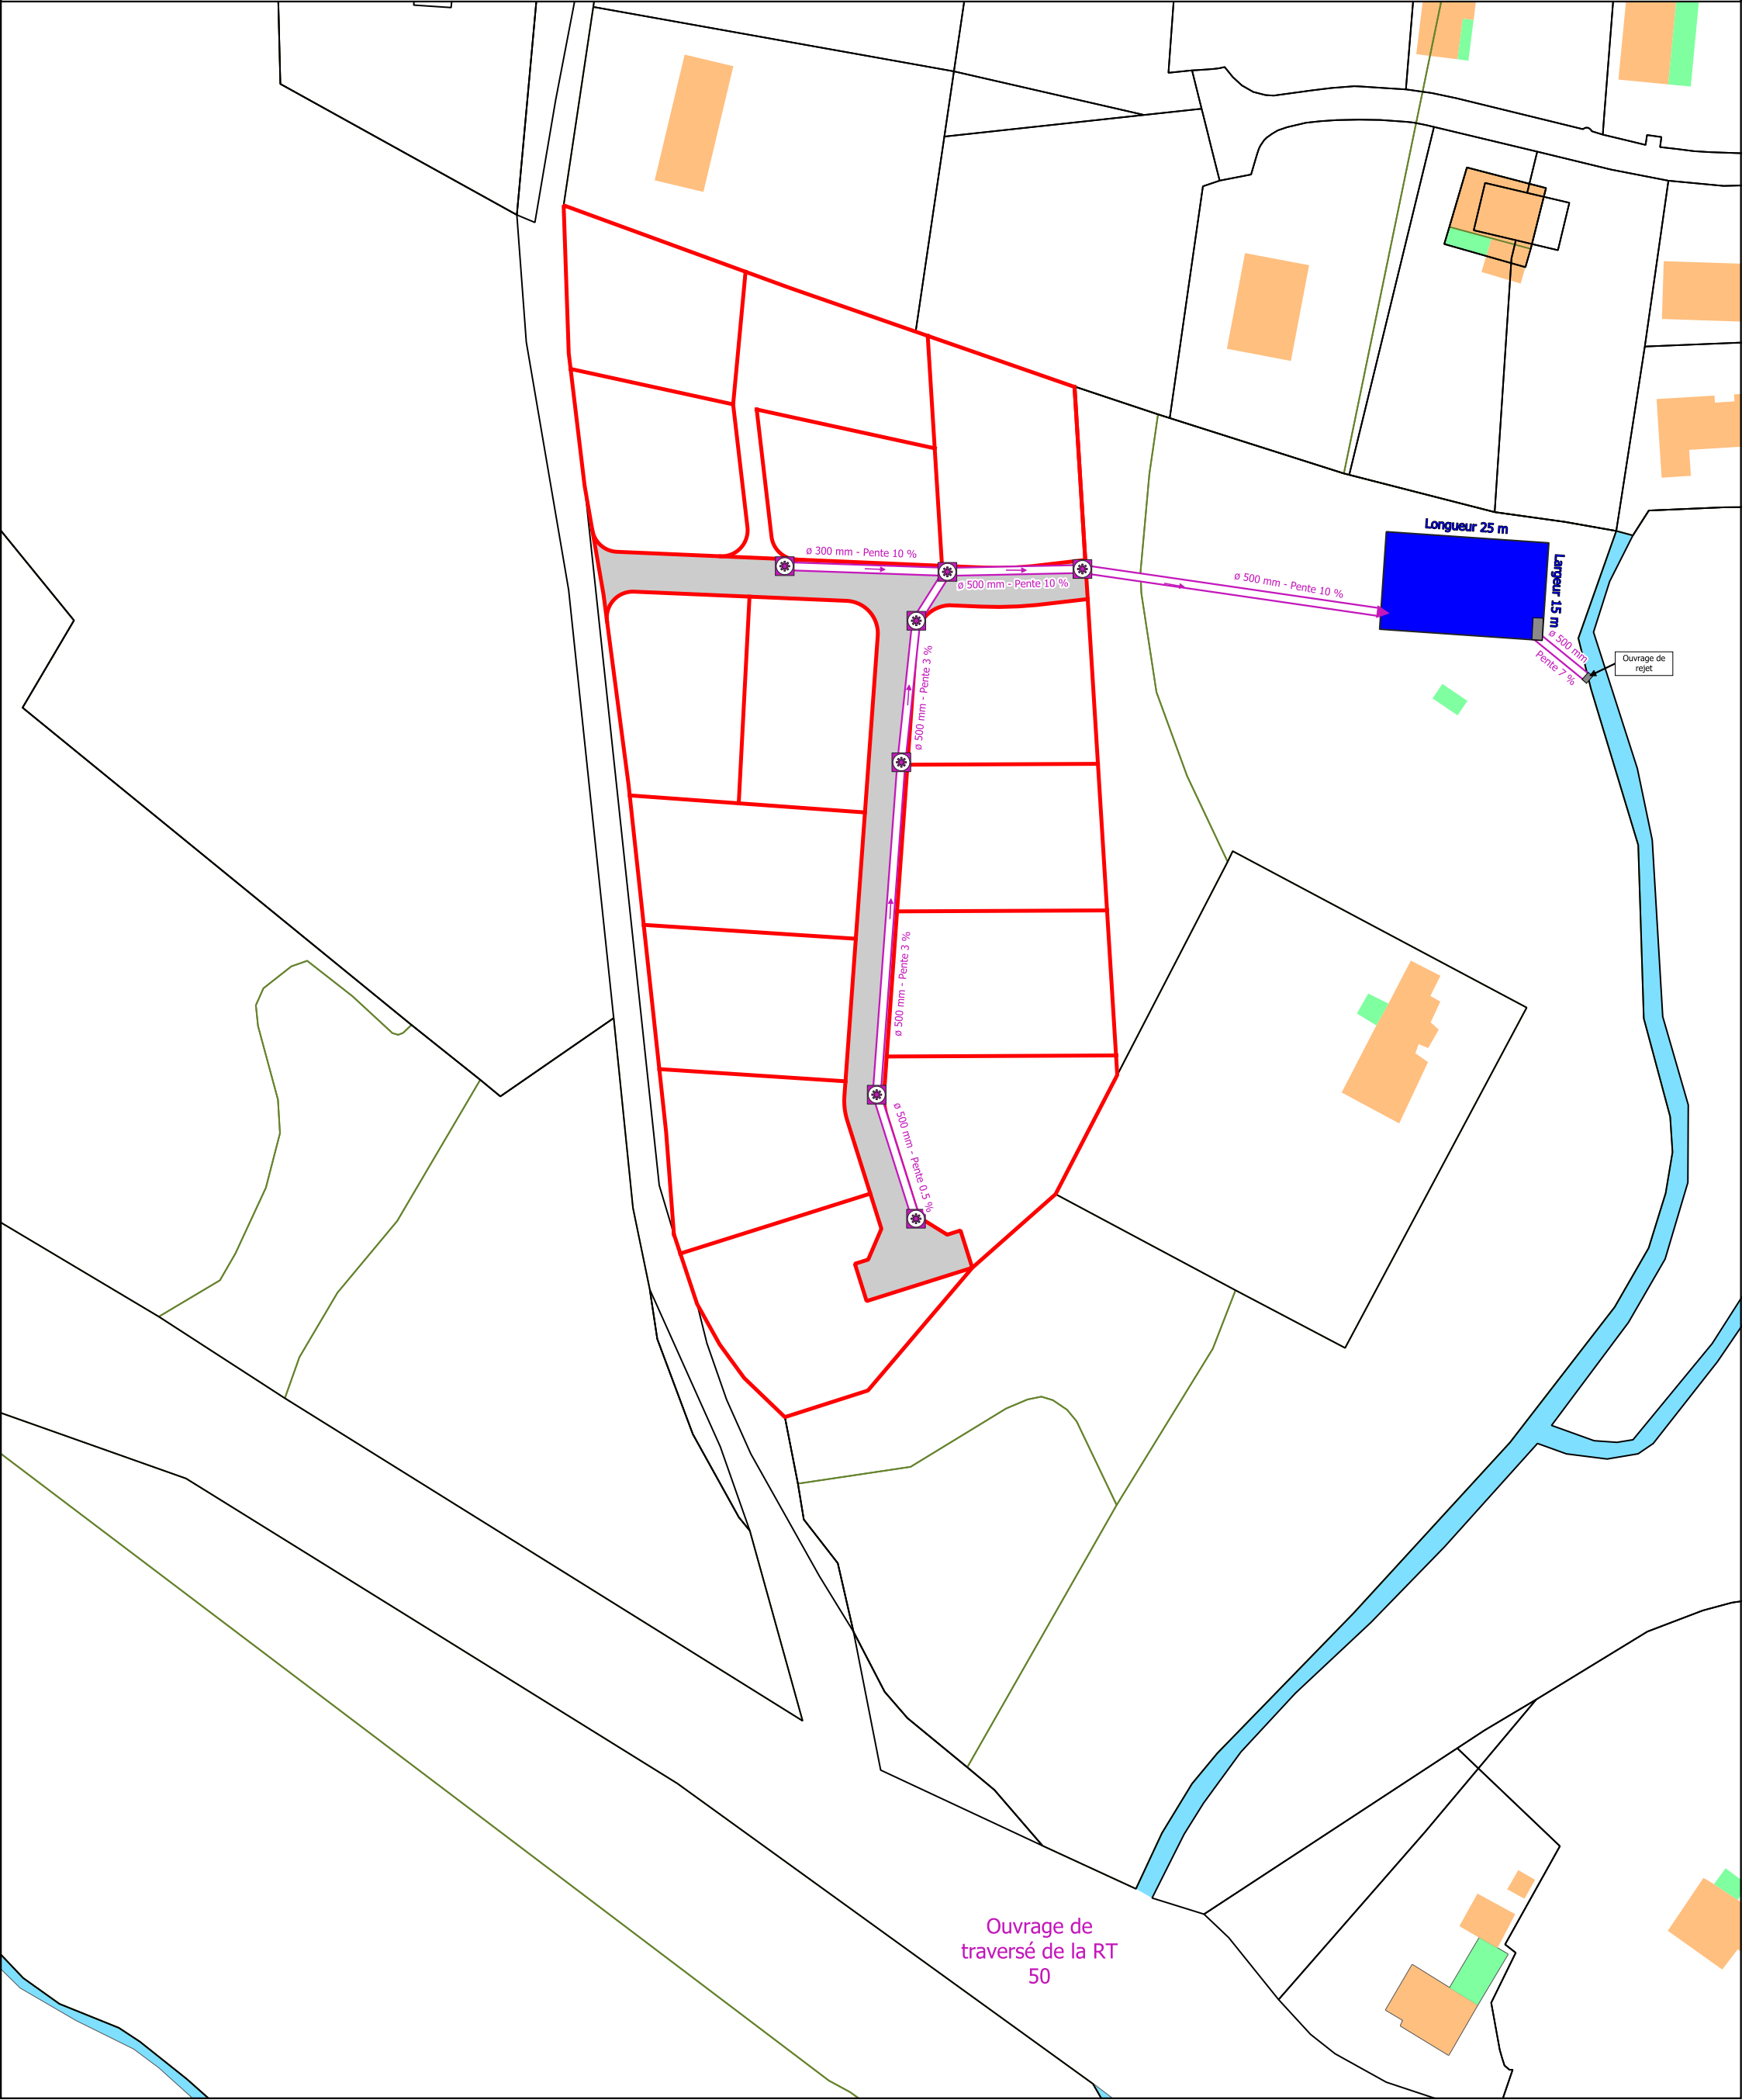 Longueur 25 m
Largeur 15 m
ø 300 mm - Pente 10 %
ø 500 mm - Pente 10 %
ø 500 mm - Pente 10 %
ø 500 mm
Pente 7 %
Ouvrage de
rejet
ø 500 mm - Pente 3 %
ø 500 mm - Pente 3 %
ø 500 mm - Pente 0.5 %
Ouvrage de
traversé de la RT
50